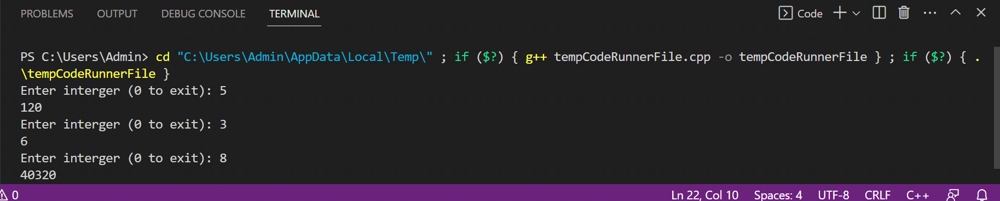 PROBLEMS OUTPUT DEBUG CONSOLE TERMINAL Code
PS C:\Users\Admin> cd "C:\Users\Admin\AppData\Local\Temp\" ; if ($?) { g++ tempCodeRunnerFile.cpp -o tempCodeRunnerFile } ; if ($?) { .
\tempCodeRunnerFile }
Enter interger (0 to exit): 5
120
Enter interger (0 to exit): 3
6
Enter interger (0 to exit): 8
40320
0 Ln 22, Col 10 Spaces: 4 UTF-8 CRLF C++